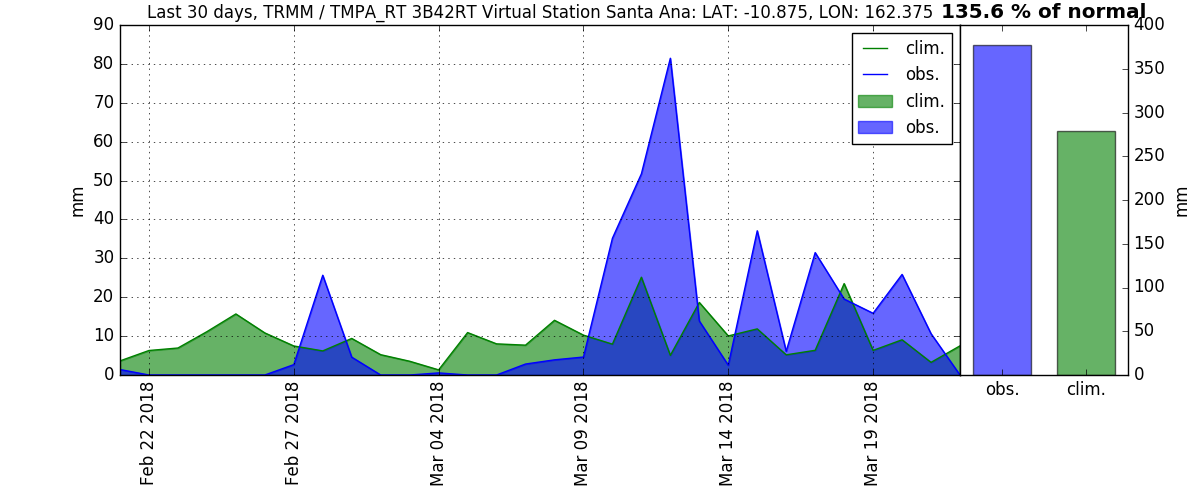 Last 30 days, TRMM / TMPA_RT 3B42RT Virtual Station Santa Ana: LAT: -10.875, LON: 162.375 135.6 % of normal
90
80
70
60
50
40
30
20
10
0
mm
clim.
obs.
clim.
obs.
Feb 22 2018
Feb 27 2018
Mar 04 2018
Mar 09 2018
Mar 14 2018
Mar 19 2018
400
350
300
250
200
150
100
50
0
mm
obs. clim.